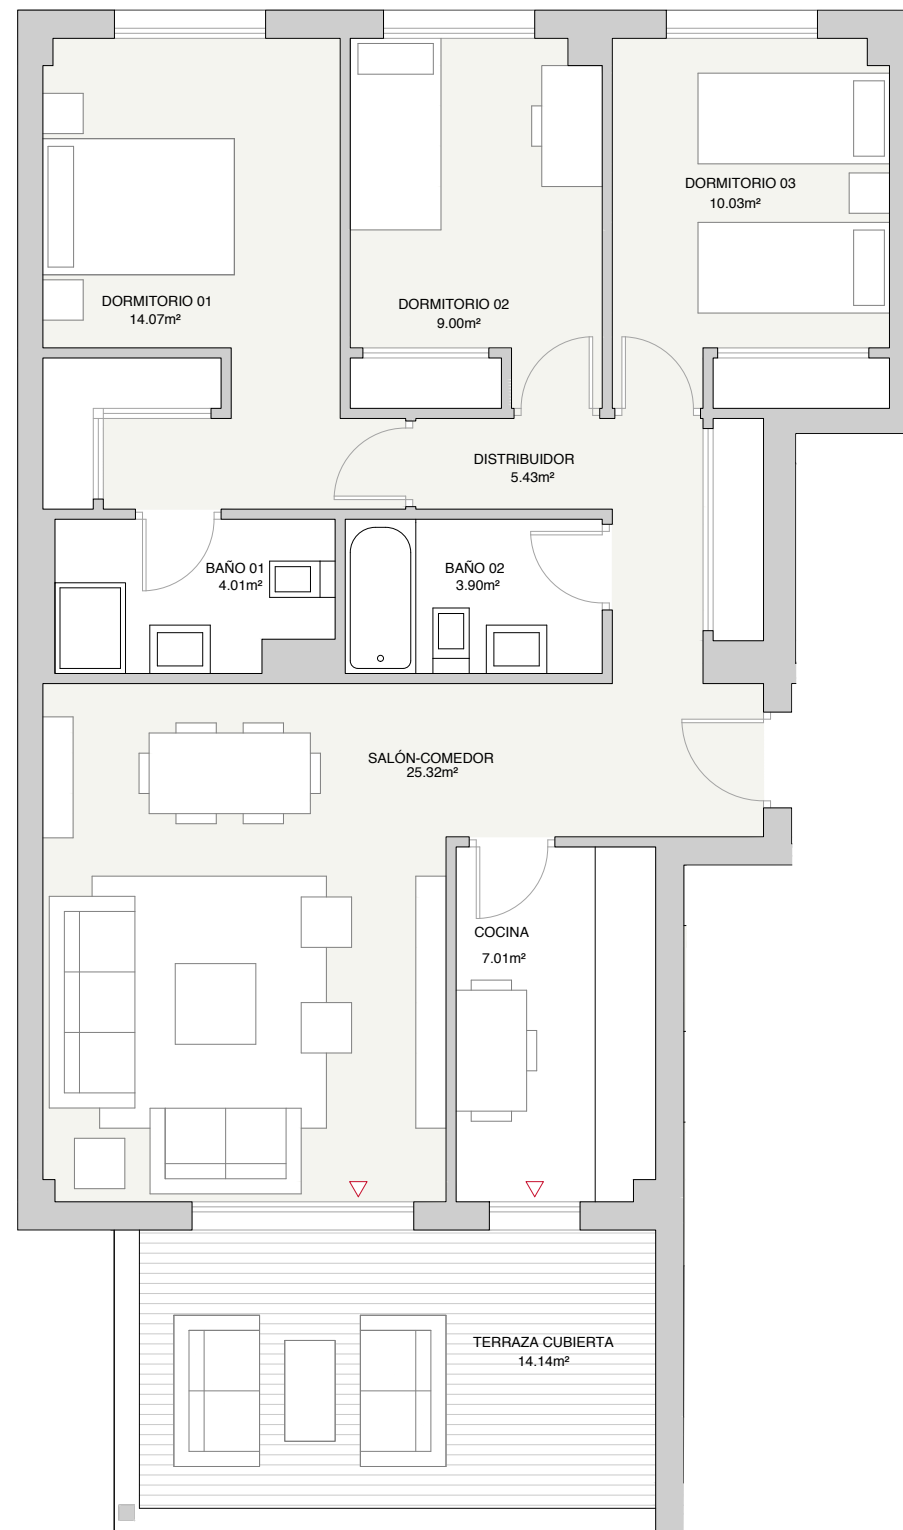 DORMITORIO 03
10.03m²
DORMITORIO 01
14.07m²
DORMITORIO 02
9.00m²
DISTRIBUIDOR
5.43m²
BAÑO 01
4.01m²
BAÑO 02
3.90m²
SALÓN-COMEDOR
25.32m²
COCINA
7.01m²
TERRAZA CUBIERTA
14.14m²